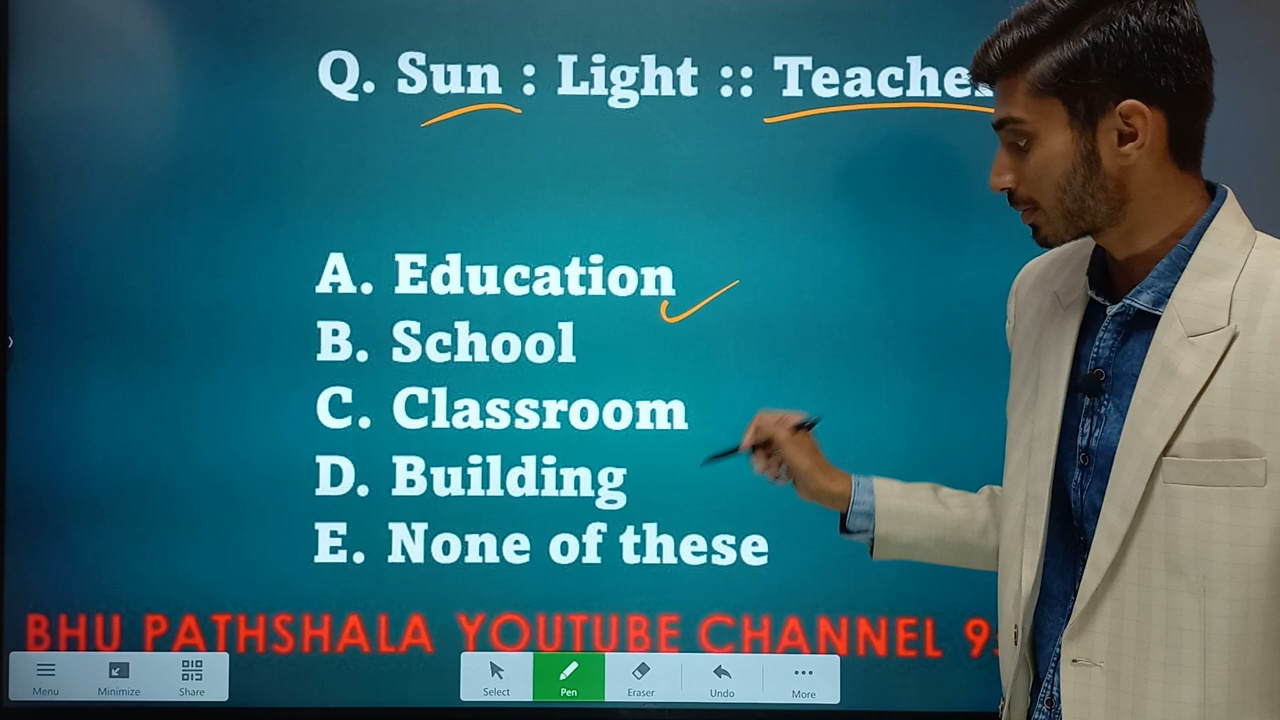 Q. Sun : Light :: Teache
A. Education
B. School
C. Classroom
D. Building
E. None of these
BHU PATHSHALA YOUTUBE CHANNEL 9
Menu Minimize Share Select Pen Eraser Undo More